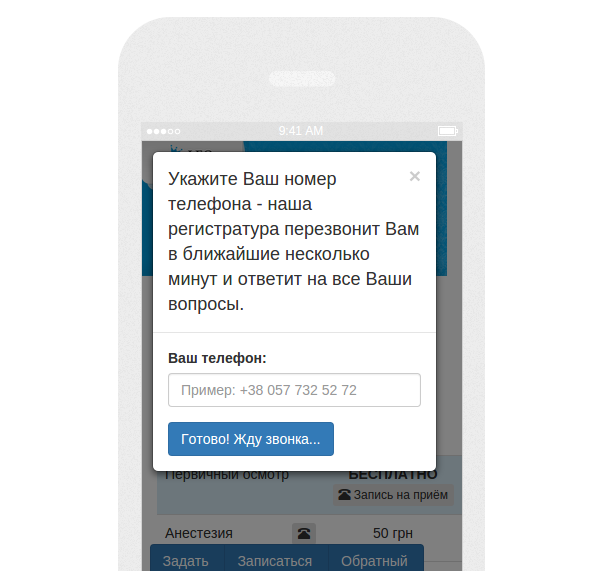 9:41 AM
Укажите Ваш номер
телефона - наша
регистратура перезвонит Вам
в ближайшие несколько
минут и ответит на все Ваши
вопросы.
×
Ваш телефон:
Пример: +38 057 732 52 72
Готово! Жду звонка...
Первичный осмотр
БЕСПЛАТНО
Запись на приём
Анестезия
50 грн
Задать
Записаться
Обратный